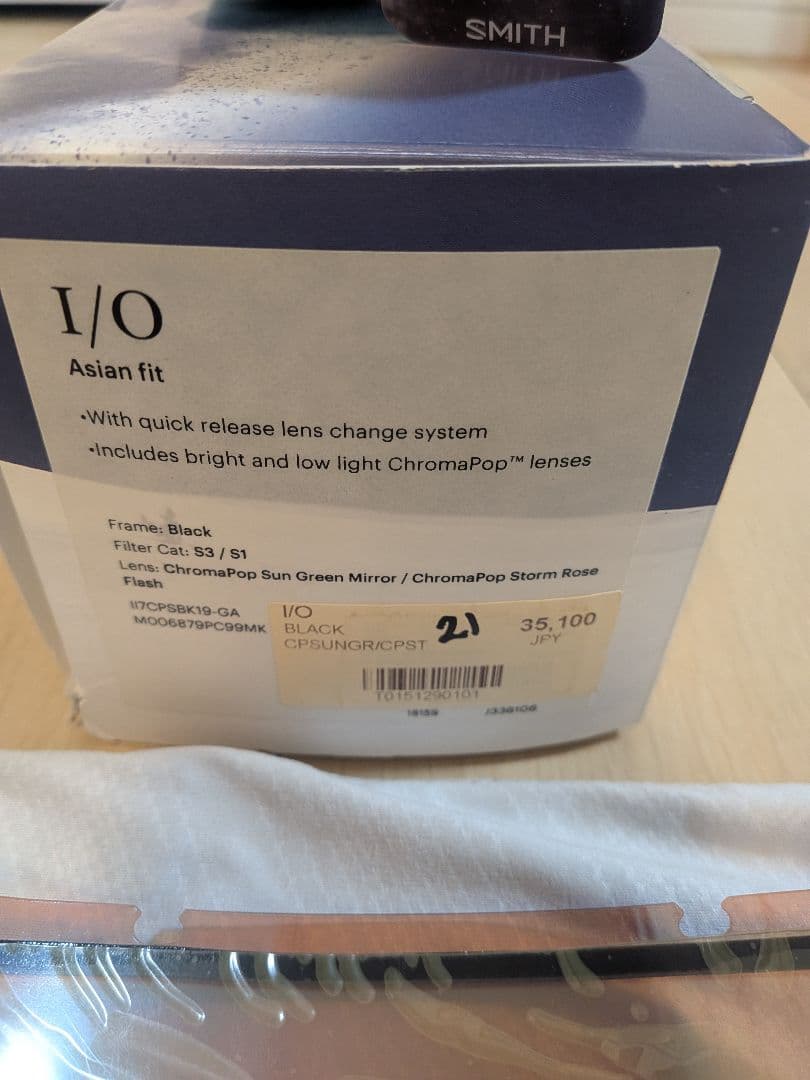 SMITH
I/O
Asian fit
•With quick release lens change system
•Includes bright and low light ChromaPop™ lenses
Frame: Black
Filter Cat: S3 / S1
Lens: ChromaPop Sun Green Mirror / ChromaPop Storm Rose
Flash
II7CPSBK19-GA
M006879PC99MK
I/O
BLACK
CPSUNGR/CPST
21
35,100
JPY
T0151290101